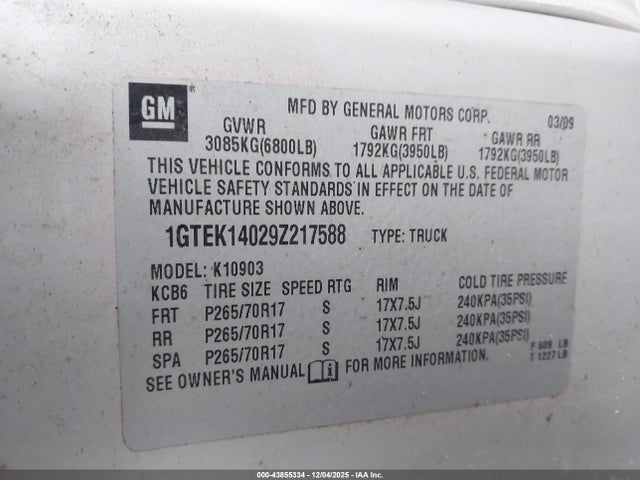 GM
MFD BY GENERAL MOTORS CORP. 03/09
GVWR GAWR FRT GAWR RR
3085KG(6800LB) 1792KG(3950LB) 1792KG(3950LB)
THIS VEHICLE CONFORMS TO ALL APPLICABLE U.S. FEDERAL MOTOR
VEHICLE SAFETY STANDARDS IN EFFECT ON THE DATE OF
MANUFACTURE SHOWN ABOVE.
1GTEK14029Z217588 TYPE: TRUCK
MODEL: K10903
KCB6 TIRE SIZE SPEED RTG RIM COLD TIRE PRESSURE
FRT P265/70R17 S 17X7.5J 240KPA(35PSI)
RR P265/70R17 S 17X7.5J 240KPA(35PSI)
SPA P265/70R17 S 17X7.5J 240KPA(35PSI)
F 609 LB
T 1227 LB
SEE OWNER'S MANUAL FOR MORE INFORMATION.
000-43855334 - 12/04/2025 - IAA Inc.